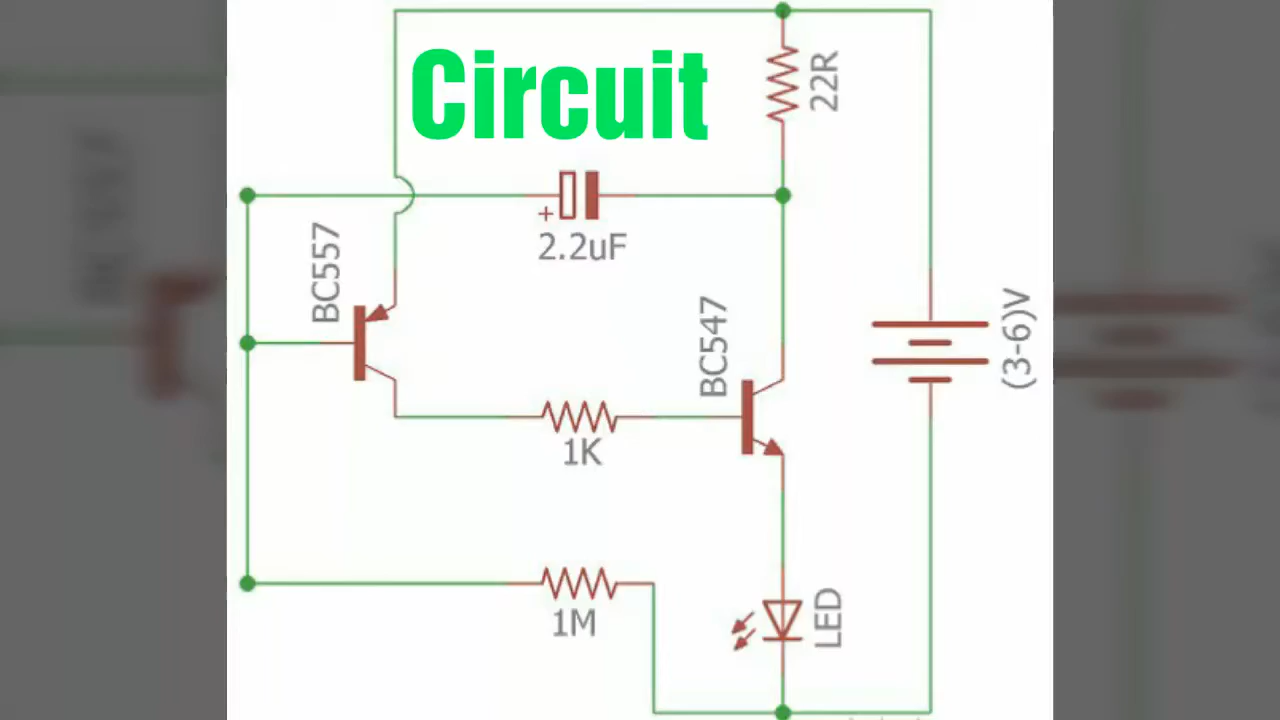 Circuit
22R
+
2.2uF
BC557
BC547
(3-6)V
1K
1M
LED